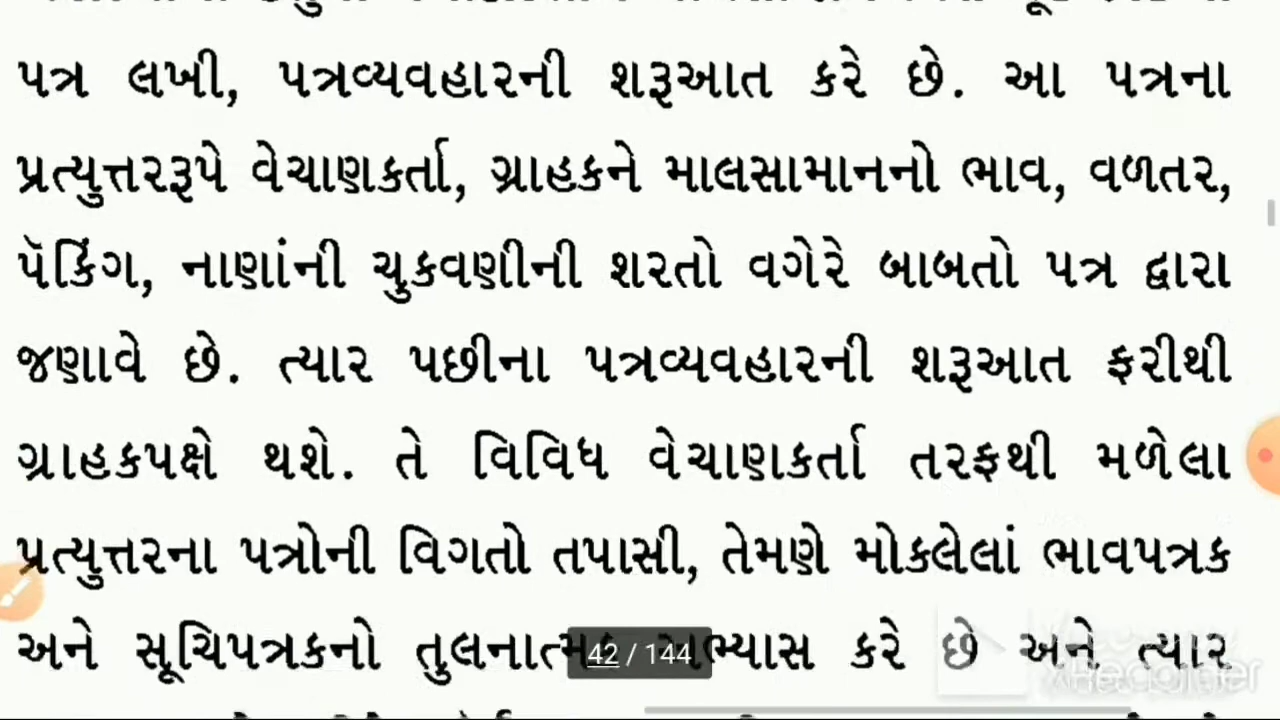 પત્ર લખી, પત્રવ્યવહારની શરૂઆત કરે છે. આ પત્રના
પ્રત્યુત્તરરૂપે વેચાણકર્તા, ગ્રાહકને માલસામાનનો ભાવ, વળતર,
પૅકિંગ, નાણાંની ચુકવણીની શરતો વગેરે બાબતો પત્ર દ્વારા
જણાવે છે. ત્યાર પછીના પત્રવ્યવહારની શરૂઆત ફરીથી
ગ્રાહકપક્ષે થશે. તે વિવિધ વેચાણકર્તા તરફથી મળેલા
પ્રત્યુત્તરના પત્રોની વિગતો તપાસી, તેમણે મોકલેલાં ભાવપત્રક
અને સૂચિપત્રકનો તુલનાત્મક અભ્યાસ કરે છે અને ત્યાર
42 / 144